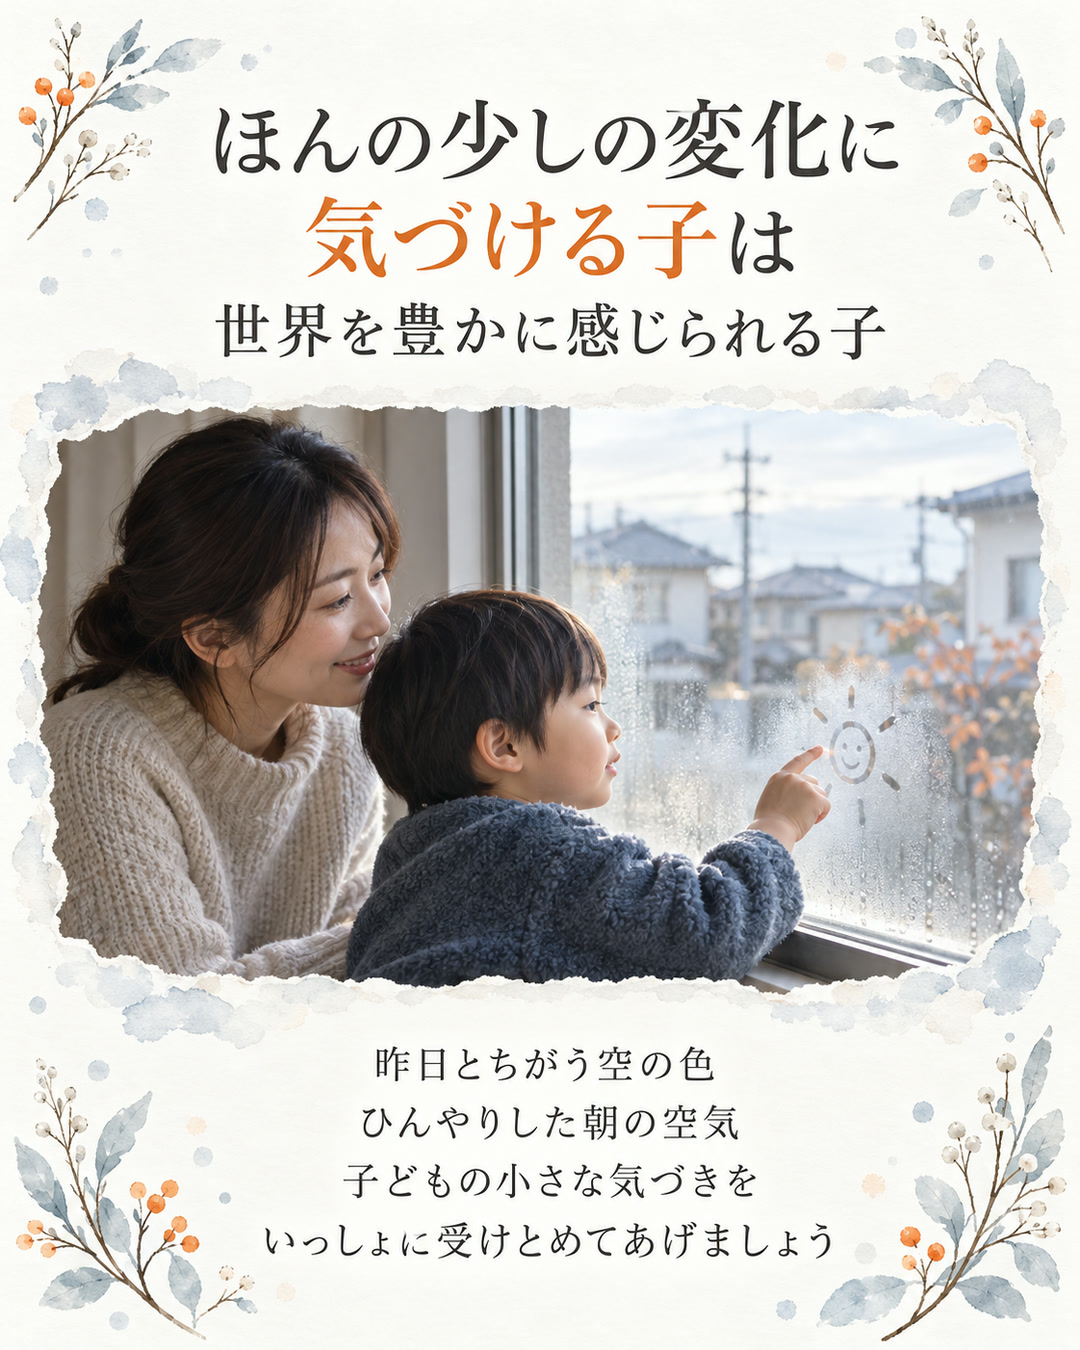 ほんの少しの変化に
気づける子は
世界を豊かに感じられる子
昨日とちがう空の色
ひんやりした朝の空気
子どもの小さな気づきを
いっしょに受けとめてあげましょう